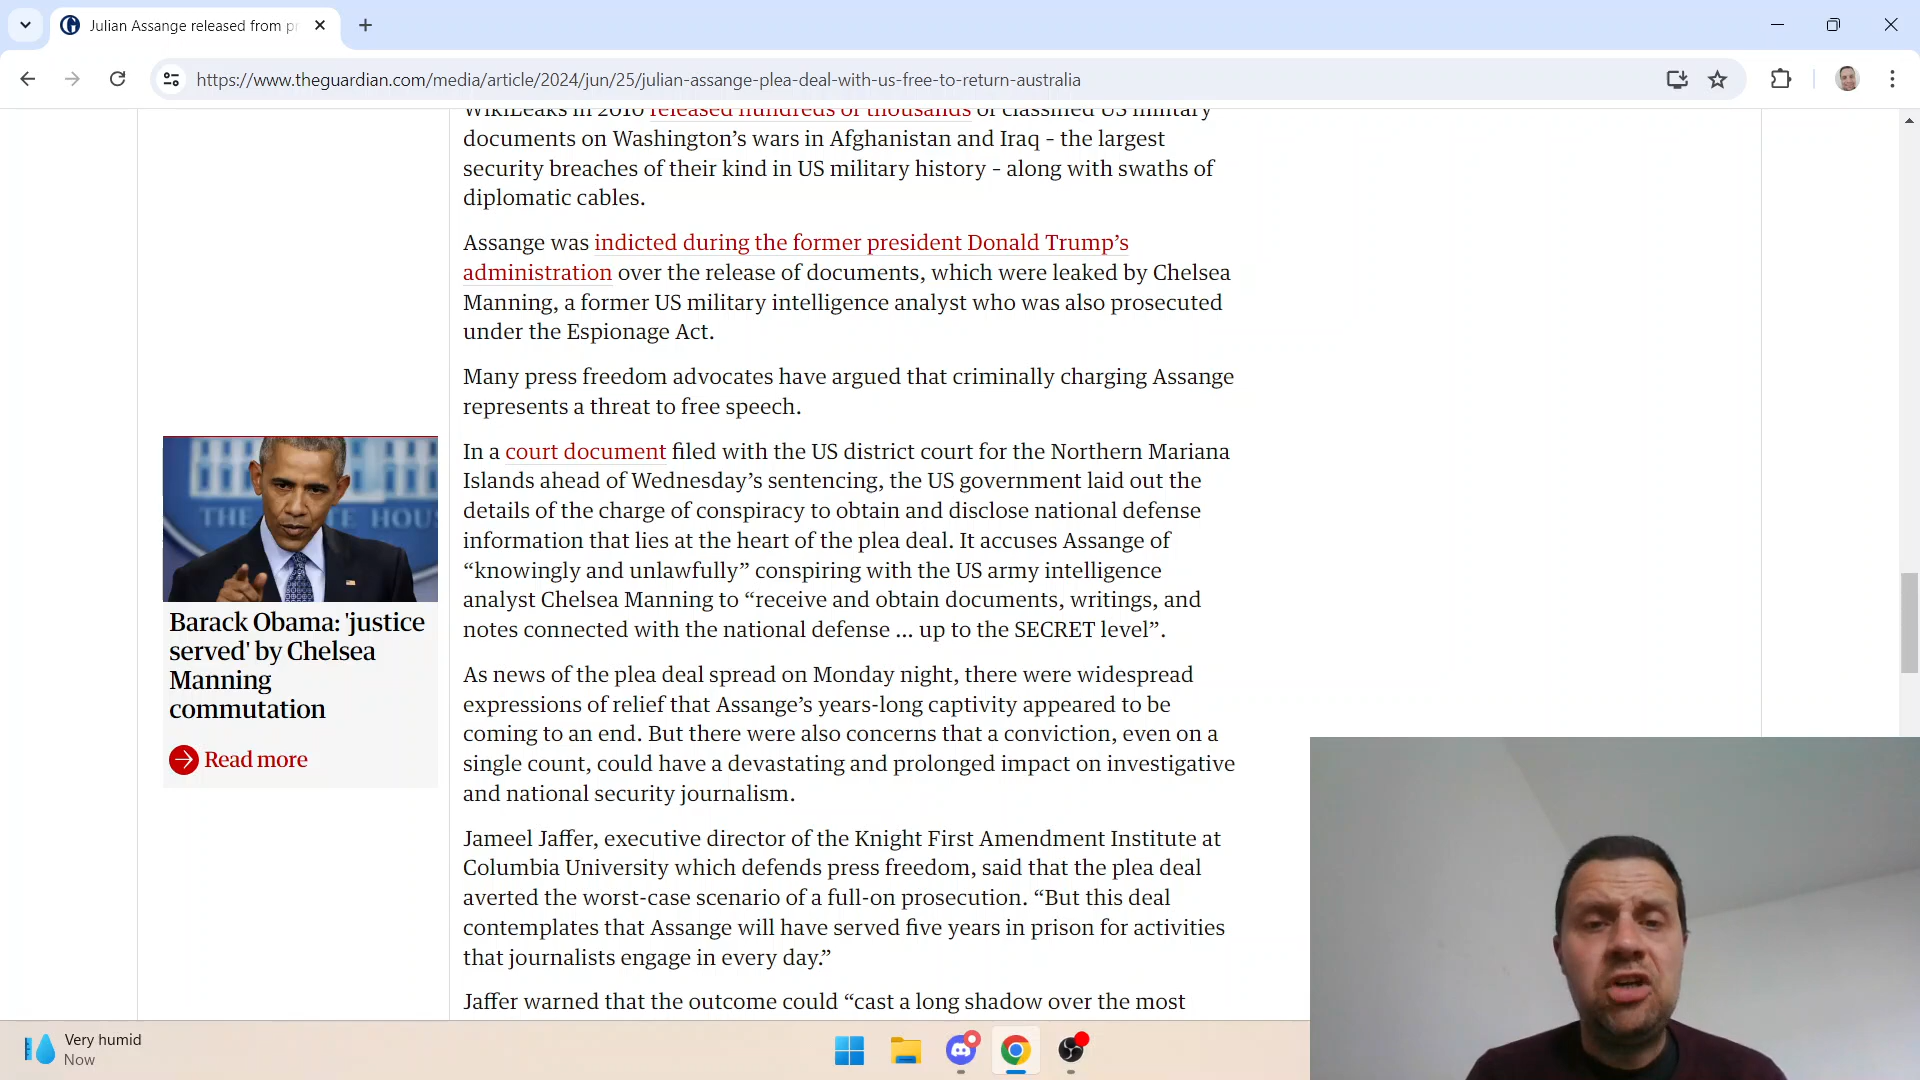 Julian Assange released from pr
https://www.theguardian.com/media/article/2024/jun/25/julian-assange-plea-deal-with-us-free-to-return-australia
WikiLeaks in 2010 released hundreds of thousands of classified US military
documents on Washington’s wars in Afghanistan and Iraq – the largest
security breaches of their kind in US military history – along with swaths of
diplomatic cables.
Assange was indicted during the former president Donald Trump’s
administration over the release of documents, which were leaked by Chelsea
Manning, a former US military intelligence analyst who was also prosecuted
under the Espionage Act.
Many press freedom advocates have argued that criminally charging Assange
represents a threat to free speech.
In a court document filed with the US district court for the Northern Mariana
Islands ahead of Wednesday’s sentencing, the US government laid out the
details of the charge of conspiracy to obtain and disclose national defense
information that lies at the heart of the plea deal. It accuses Assange of
“knowingly and unlawfully” conspiring with the US army intelligence
analyst Chelsea Manning to “receive and obtain documents, writings, and
notes connected with the national defense … up to the SECRET level”.
As news of the plea deal spread on Monday night, there were widespread
expressions of relief that Assange’s years-long captivity appeared to be
coming to an end. But there were also concerns that a conviction, even on a
single count, could have a devastating and prolonged impact on investigative
and national security journalism.
Jameel Jaffer, executive director of the Knight First Amendment Institute at
Columbia University which defends press freedom, said that the plea deal
averted the worst-case scenario of a full-on prosecution. “But this deal
contemplates that Assange will have served five years in prison for activities
that journalists engage in every day.”
Jaffer warned that the outcome could “cast a long shadow over the most
THE TE HOUS
Barack Obama: 'justice
served' by Chelsea
Manning
commutation
Read more
Very humid
Now